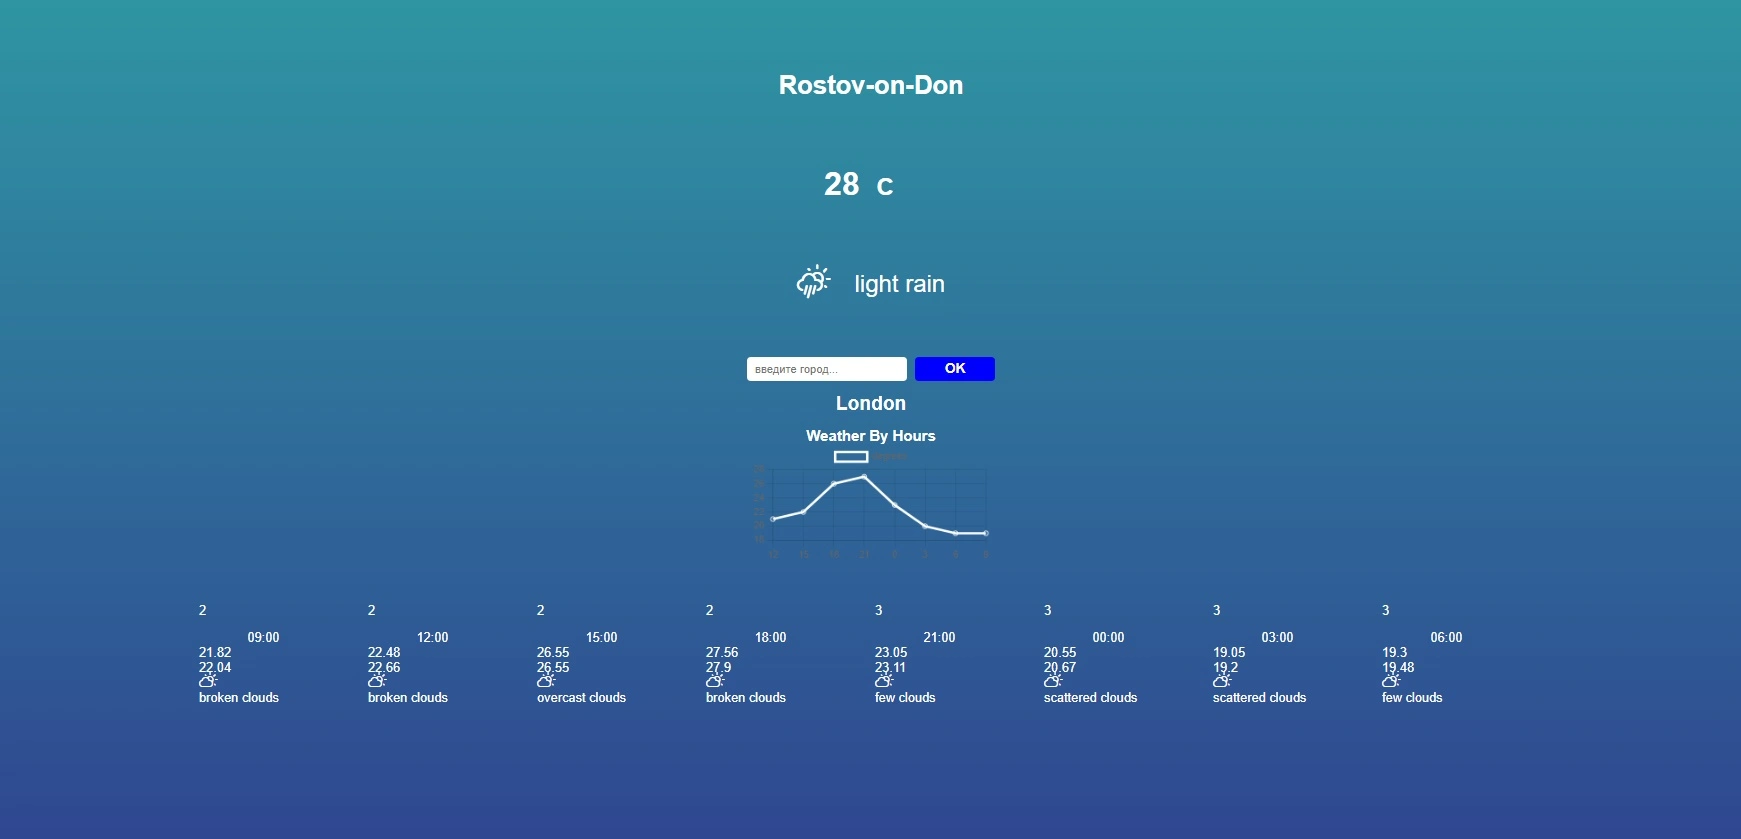 Rostov-on-Don
28 C
light rain
введите город...
OK
London
Weather By Hours
2 2 2 2 3 3 3 3
09:00 12:00 15:00 18:00 21:00 00:00 03:00 06:00
21.82 22.48 26.55 27.56 23.05 20.55 19.05 19.3
22.04 22.66 26.55 27.9 23.11 20.67 19.2 19.48
broken clouds broken clouds overcast clouds broken clouds few clouds scattered clouds scattered clouds few clouds